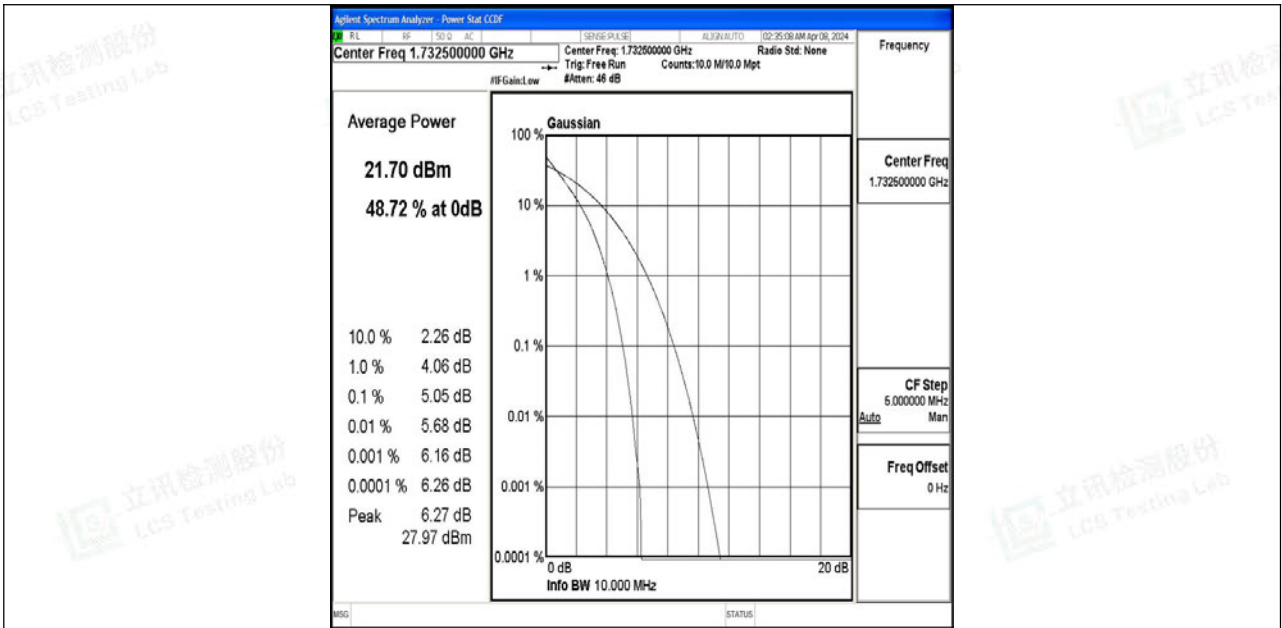 Agilent Spectrum Analyzer - Power Stat CCDF
RL RF 50 Ω AC SENSE:PULSE ALIGNAUTO 02:35:08 AM Apr 08, 2024
Center Freq 1.732500000 GHz
Center Freq: 1.732500000 GHz Radio Std: None
Trig: Free Run Counts:10.0 M/10.0 Mpt
#IFGain:Low #Atten: 46 dB
Frequency
Average Power
21.70 dBm
48.72 % at 0dB
10.0 % 2.26 dB
1.0 % 4.06 dB
0.1 % 5.05 dB
0.01 % 5.68 dB
0.001 % 6.16 dB
0.0001 % 6.26 dB
Peak 6.27 dB
27.97 dBm
Gaussian
100 %
10 %
1 %
0.1 %
0.01 %
0.001 %
0.0001 %
0 dB 20 dB
Info BW 10.000 MHz
Center Freq
1.732500000 GHz
CF Step
5.000000 MHz
Auto Man
Freq Offset
0 Hz
MSG STATUS
立讯检测股份
LCS Testing Lab
立讯检
LCS Tes
立讯检测股份
LCS Testing Lab
立讯检测股份
LCS Testing Lab